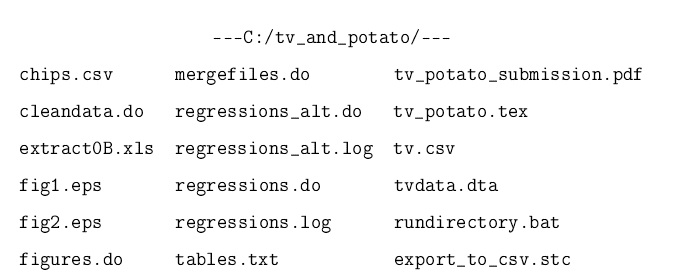 ---C:/tv_and_potato/---
chips.csv mergefiles.do tv_potato_submission.pdf
cleandata.do regressions_alt.do tv_potato.tex
extract0B.xls regressions_alt.log tv.csv
fig1.eps regressions.do tvdata.dta
fig2.eps regressions.log rundirectory.bat
figures.do tables.txt export_to_csv.stc